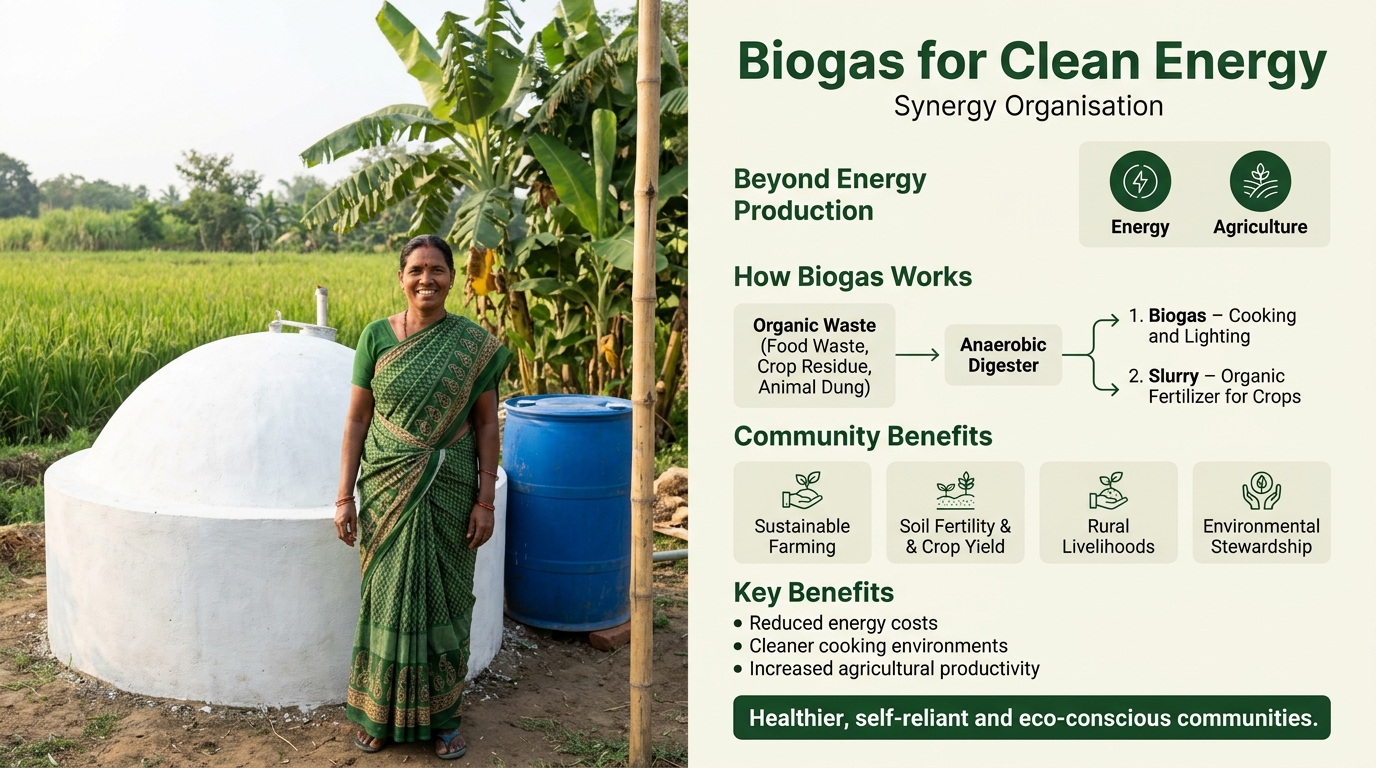 Biogas for Clean Energy
Synergy Organisation
Beyond Energy
Production
Energy
Agriculture
How Biogas Works
Organic Waste
(Food Waste,
Crop Residue,
Animal Dung)
Anaerobic
Digester
1. Biogas – Cooking
and Lighting
2. Slurry – Organic
Fertilizer for Crops
Community Benefits
Sustainable
Farming
Soil Fertility &
& Crop Yield
Rural
Livelihoods
Environmental
Stewardship
Key Benefits
• Reduced energy costs
• Cleaner cooking environments
• Increased agricultural productivity
Healthier, self-reliant and eco-conscious communities.